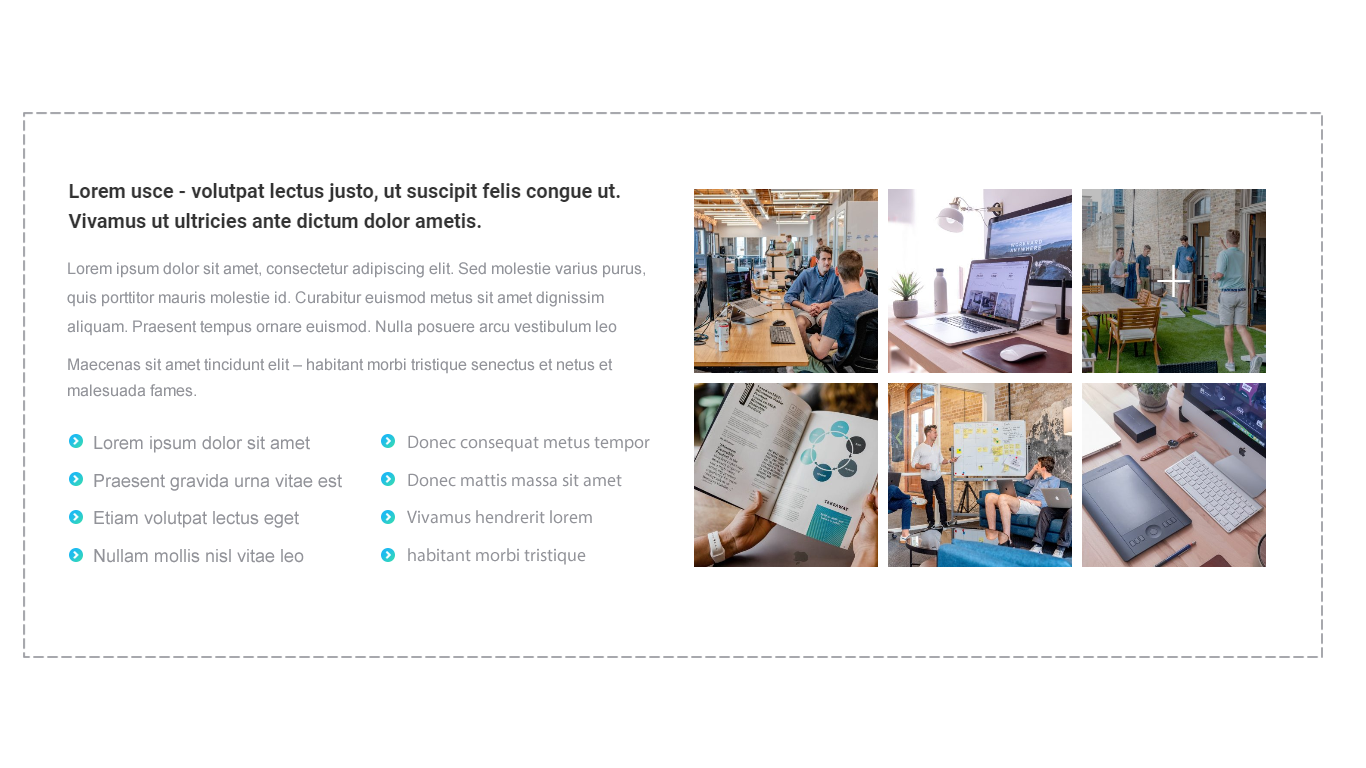 Lorem usce - volutpat lectus justo, ut suscipit felis congue ut.
Vivamus ut ultricies ante dictum dolor ametis.
Lorem ipsum dolor sit amet, consectetur adipiscing elit. Sed molestie varius purus,
quis porttitor mauris molestie id. Curabitur euismod metus sit amet dignissim
aliquam. Praesent tempus ornare euismod. Nulla posuere arcu vestibulum leo
Maecenas sit amet tincidunt elit – habitant morbi tristique senectus et netus et
malesuada fames.
Lorem ipsum dolor sit amet
Praesent gravida urna vitae est
Etiam volutpat lectus eget
Nullam mollis nisl vitae leo
Donec consequat metus tempor
Donec mattis massa sit amet
Vivamus hendrerit lorem
habitant morbi tristique
TAKEAWAY